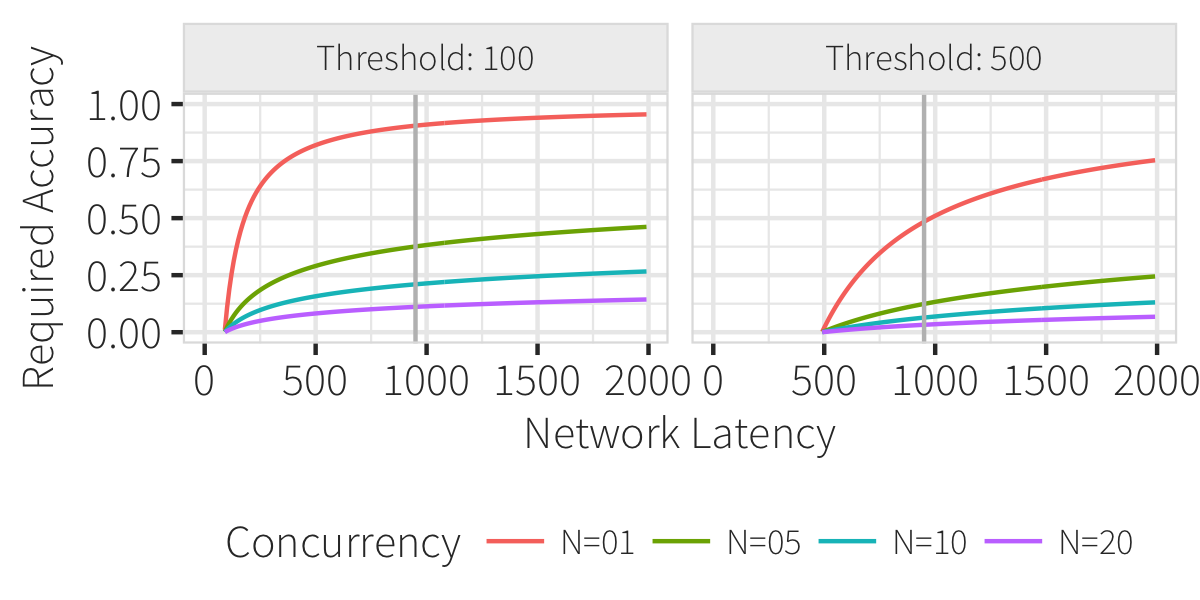 Threshold: 100 Threshold: 500
Required Accuracy
1.00
0.75
0.50
0.25
0.00
0 500 1000 1500 2000 0 500 1000 1500 2000
Network Latency
Concurrency N=01 N=05 N=10 N=20